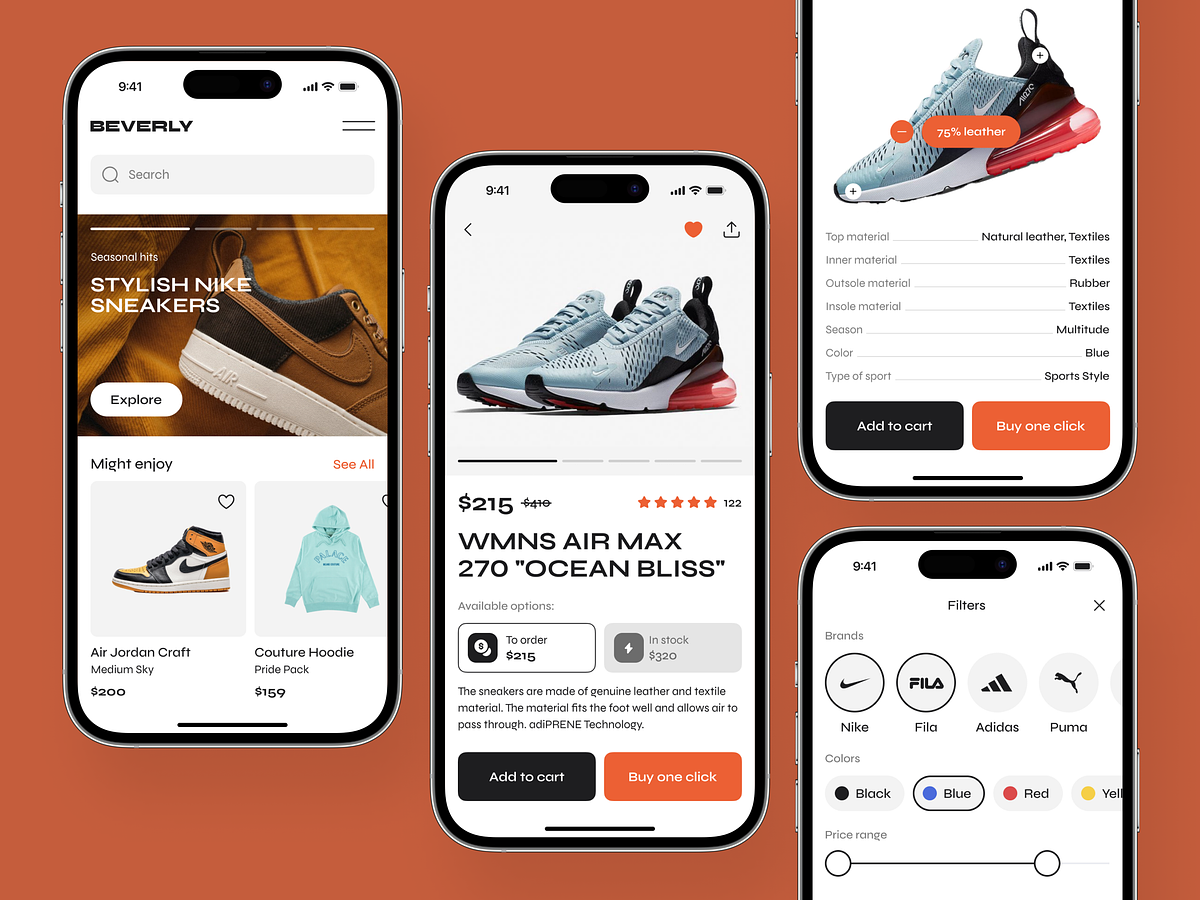 9:41
BEVERLY
Search
Seasonal hits
STYLISH NIKE
SNEAKERS
AIR
Explore
Might enjoy
See All
PALACE
Air Jordan Craft
Medium Sky
$200
Couture Hoodie
Pride Pack
$159
9:41
$215 $410
122
WMNS AIR MAX
270 "OCEAN BLISS"
Available options:
To order
$215
In stock
$320
The sneakers are made of genuine leather and textile
material. The material fits the foot well and allows air to
pass through. adiPRENE Technology.
Add to cart
Buy one click
75% leather
Top material Natural leather, Textiles
Inner material Textiles
Outsole material Rubber
Insole material Textiles
Season Multitude
Color Blue
Type of sport Sports Style
Add to cart
Buy one click
9:41
Filters
Brands
FILA
Nike
Fila
Adidas
Puma
Colors
Black
Blue
Red
Yell
Price range